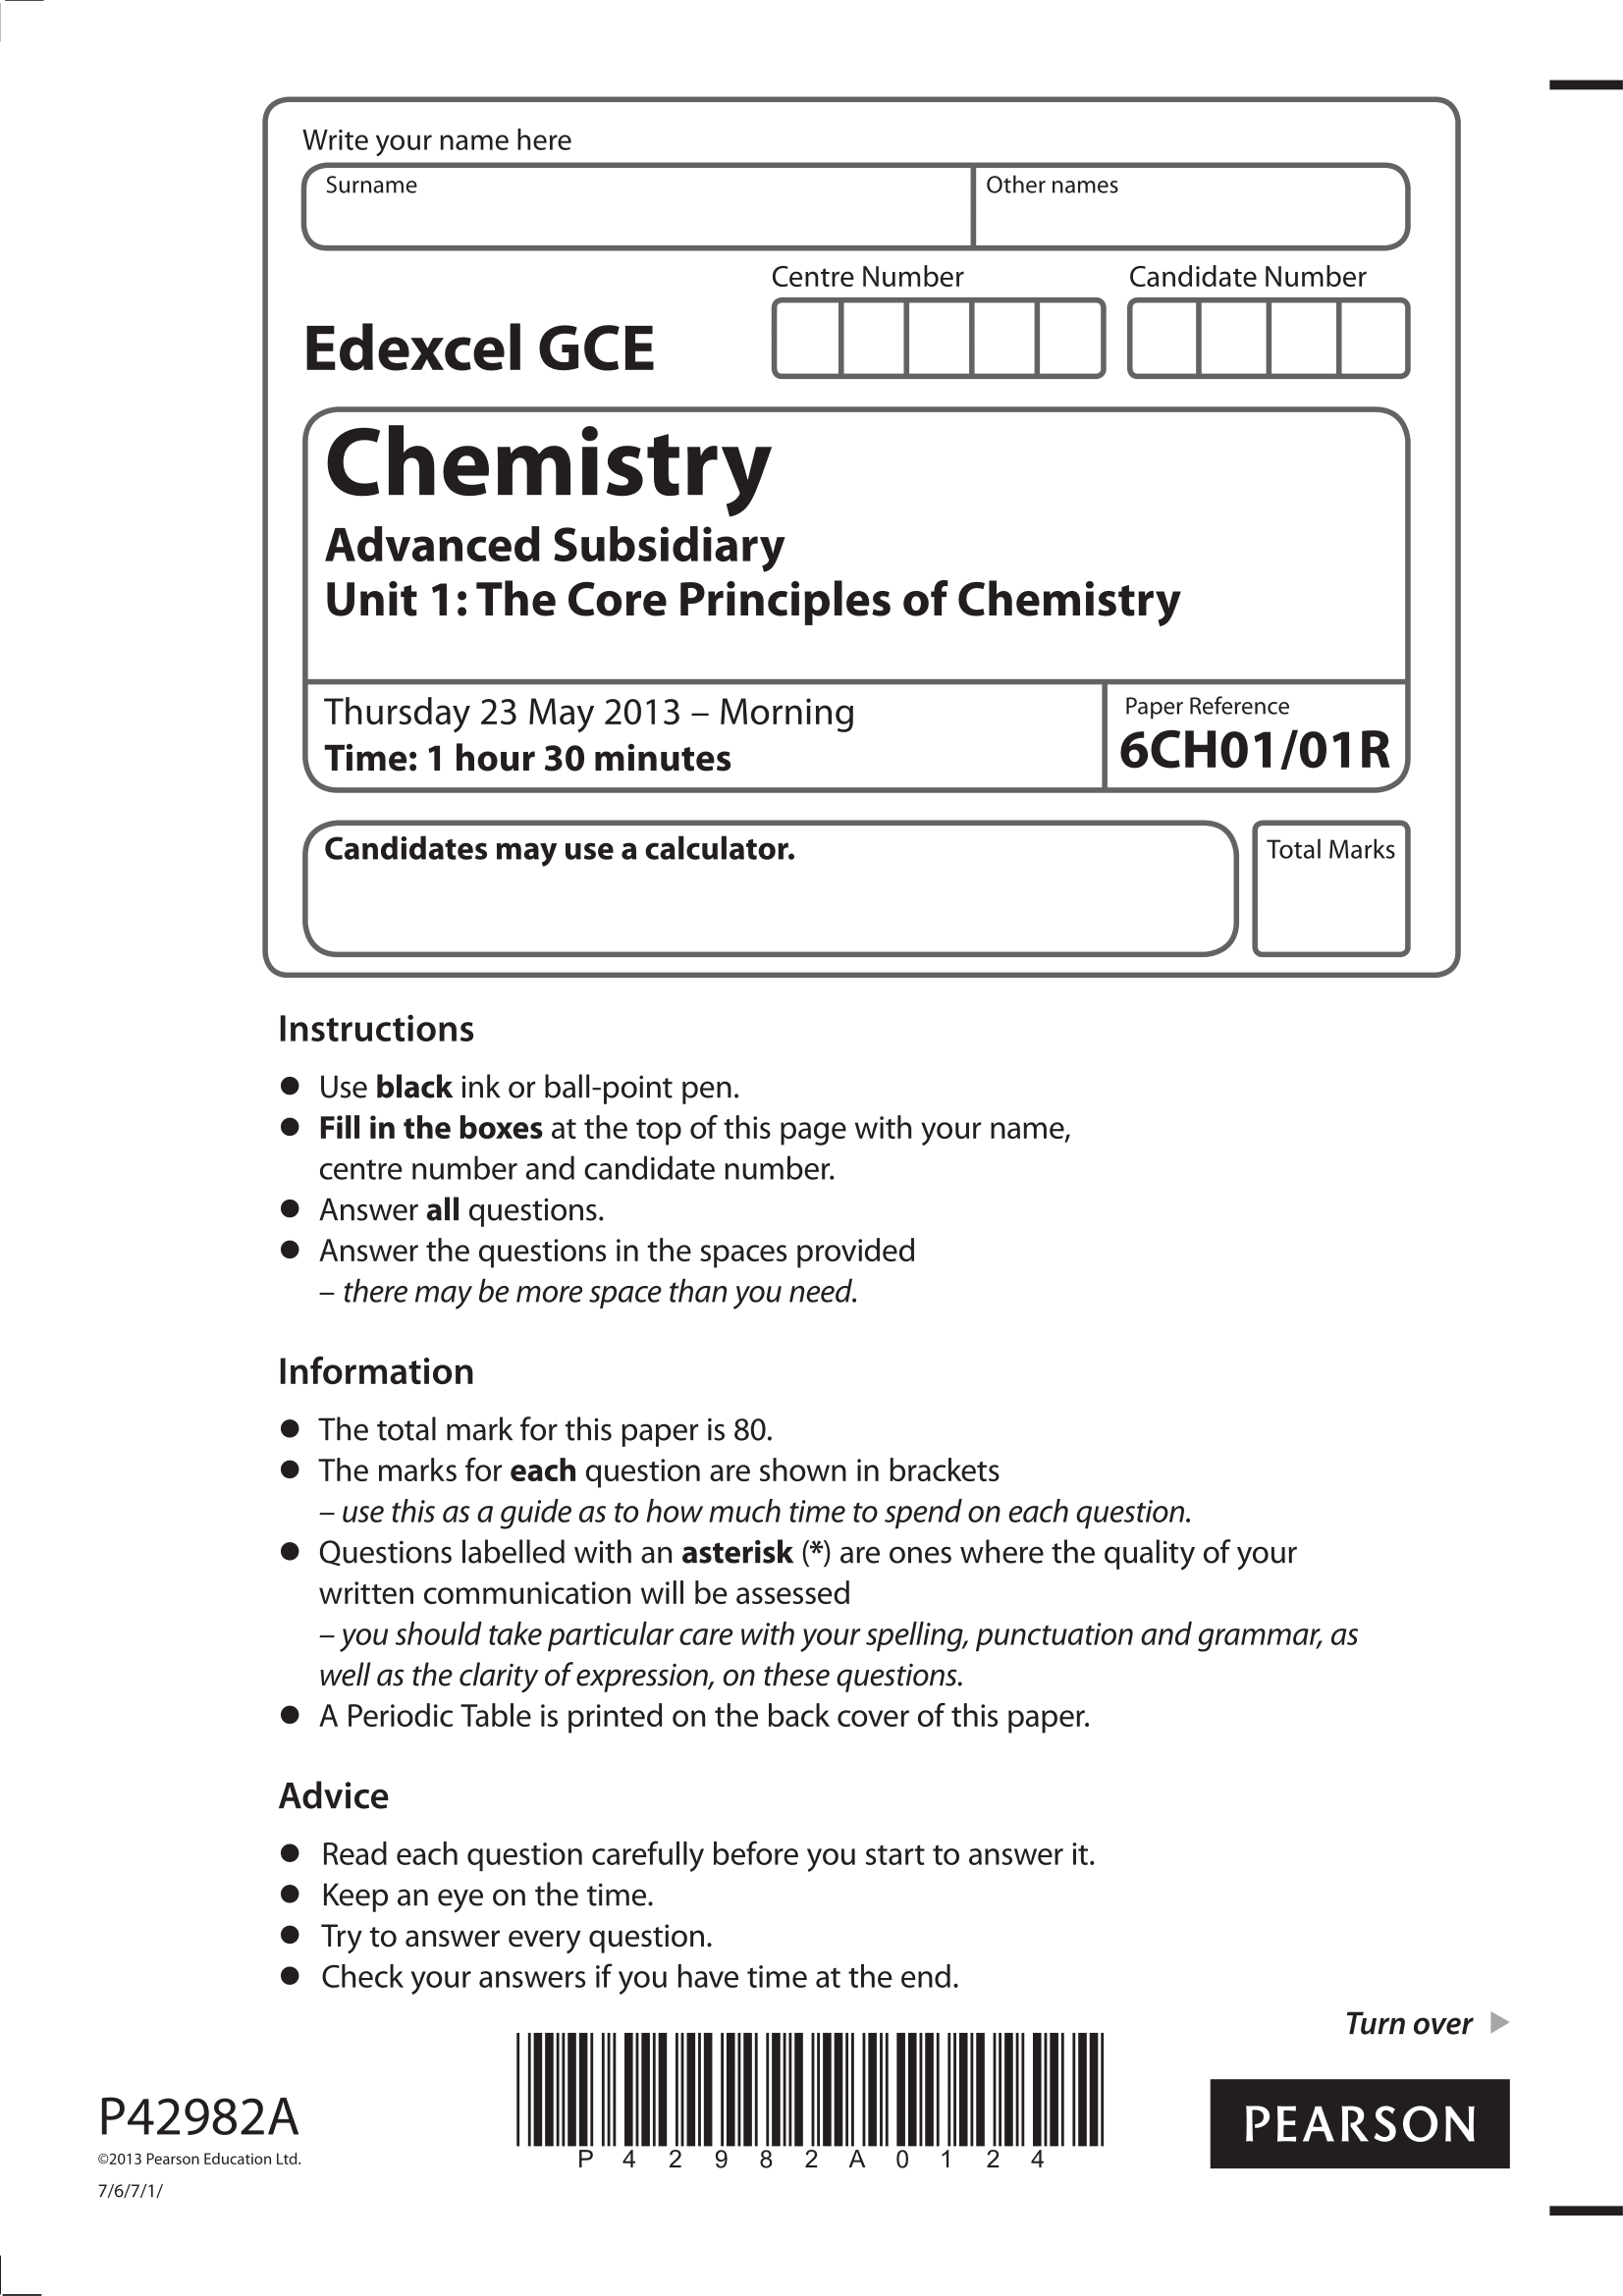 Write your name here
Surname
Other names
Centre Number
Candidate Number
Edexcel GCE
Chemistry
Advanced Subsidiary
Unit 1: The Core Principles of Chemistry
Thursday 23 May 2013 – Morning
Time: 1 hour 30 minutes
Paper Reference
6CH01/01R
Candidates may use a calculator.
Total Marks
Instructions
● Use black ink or ball-point pen.
● Fill in the boxes at the top of this page with your name,
centre number and candidate number.
● Answer all questions.
● Answer the questions in the spaces provided
– there may be more space than you need.
Information
● The total mark for this paper is 80.
● The marks for each question are shown in brackets
– use this as a guide as to how much time to spend on each question.
● Questions labelled with an asterisk (*) are ones where the quality of your
written communication will be assessed
– you should take particular care with your spelling, punctuation and grammar, as
well as the clarity of expression, on these questions.
● A Periodic Table is printed on the back cover of this paper.
Advice
● Read each question carefully before you start to answer it.
● Keep an eye on the time.
● Try to answer every question.
● Check your answers if you have time at the end.
Turn over
P42982A
©2013 Pearson Education Ltd.
7/6/7/1/
P42982A0124
PEARSON